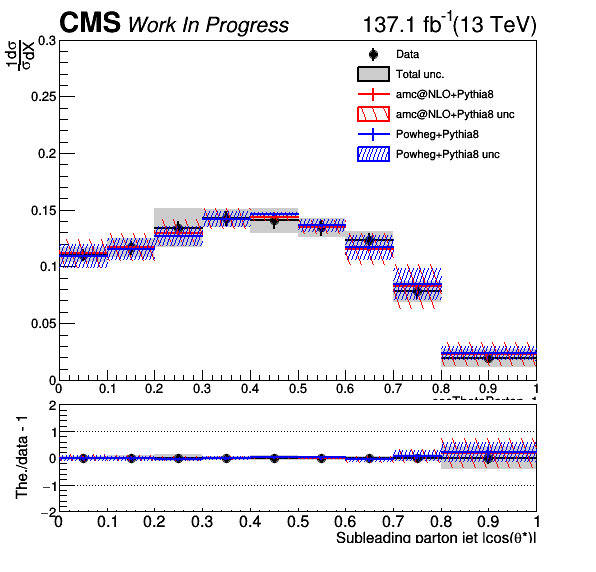 CMS Work In Progress 137.1 fb⁻¹(13 TeV)
1 dσ
σ dX
0.3
0.25
0.2
0.15
0.1
0.05
0
Data
Total unc.
amc@NLO+Pythia8
amc@NLO+Pythia8 unc
Powheg+Pythia8
Powheg+Pythia8 unc
0 0.1 0.2 0.3 0.4 0.5 0.6 0.7 0.8 0.9 1
cosThetaParton_1
The./data - 1
2
1
0
−1
−2
0 0.1 0.2 0.3 0.4 0.5 0.6 0.7 0.8 0.9 1
Subleading parton jet |cos(θ*)|